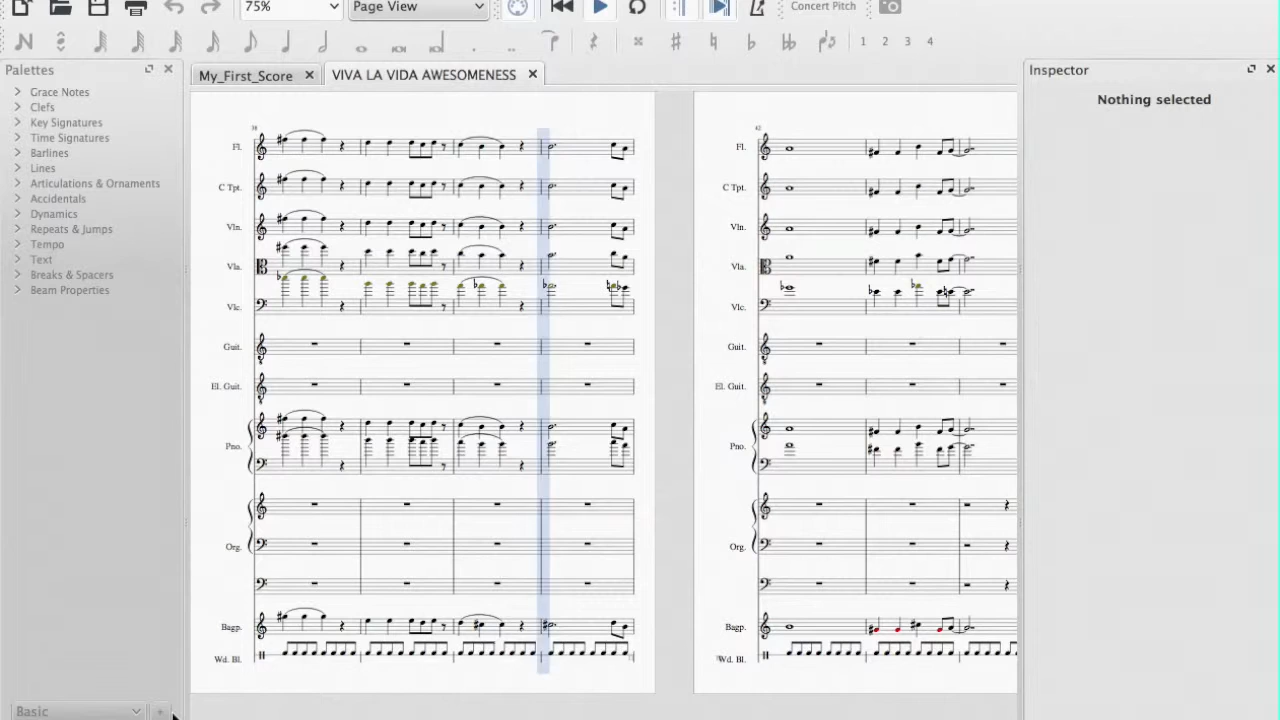 75%
Page View
Concert Pitch
1 2 3 4
Palettes
My_First_Score
VIVA LA VIDA AWESOMENESS
Inspector
Nothing selected
Grace Notes
Clefs
Key Signatures
Time Signatures
Barlines
Lines
Articulations & Ornaments
Accidentals
Dynamics
Repeats & Jumps
Tempo
Text
Breaks & Spacers
Beam Properties
Basic
+
38
Fl.
C Tpt.
Vln.
Vla.
Vlc.
Guit.
El. Guit.
Pno.
Org.
Bagp.
Wd. Bl.
42
Fl.
C Tpt.
Vln.
Vla.
Vlc.
Guit.
El. Guit.
Pno.
Org.
Bagp.
Wd. Bl.